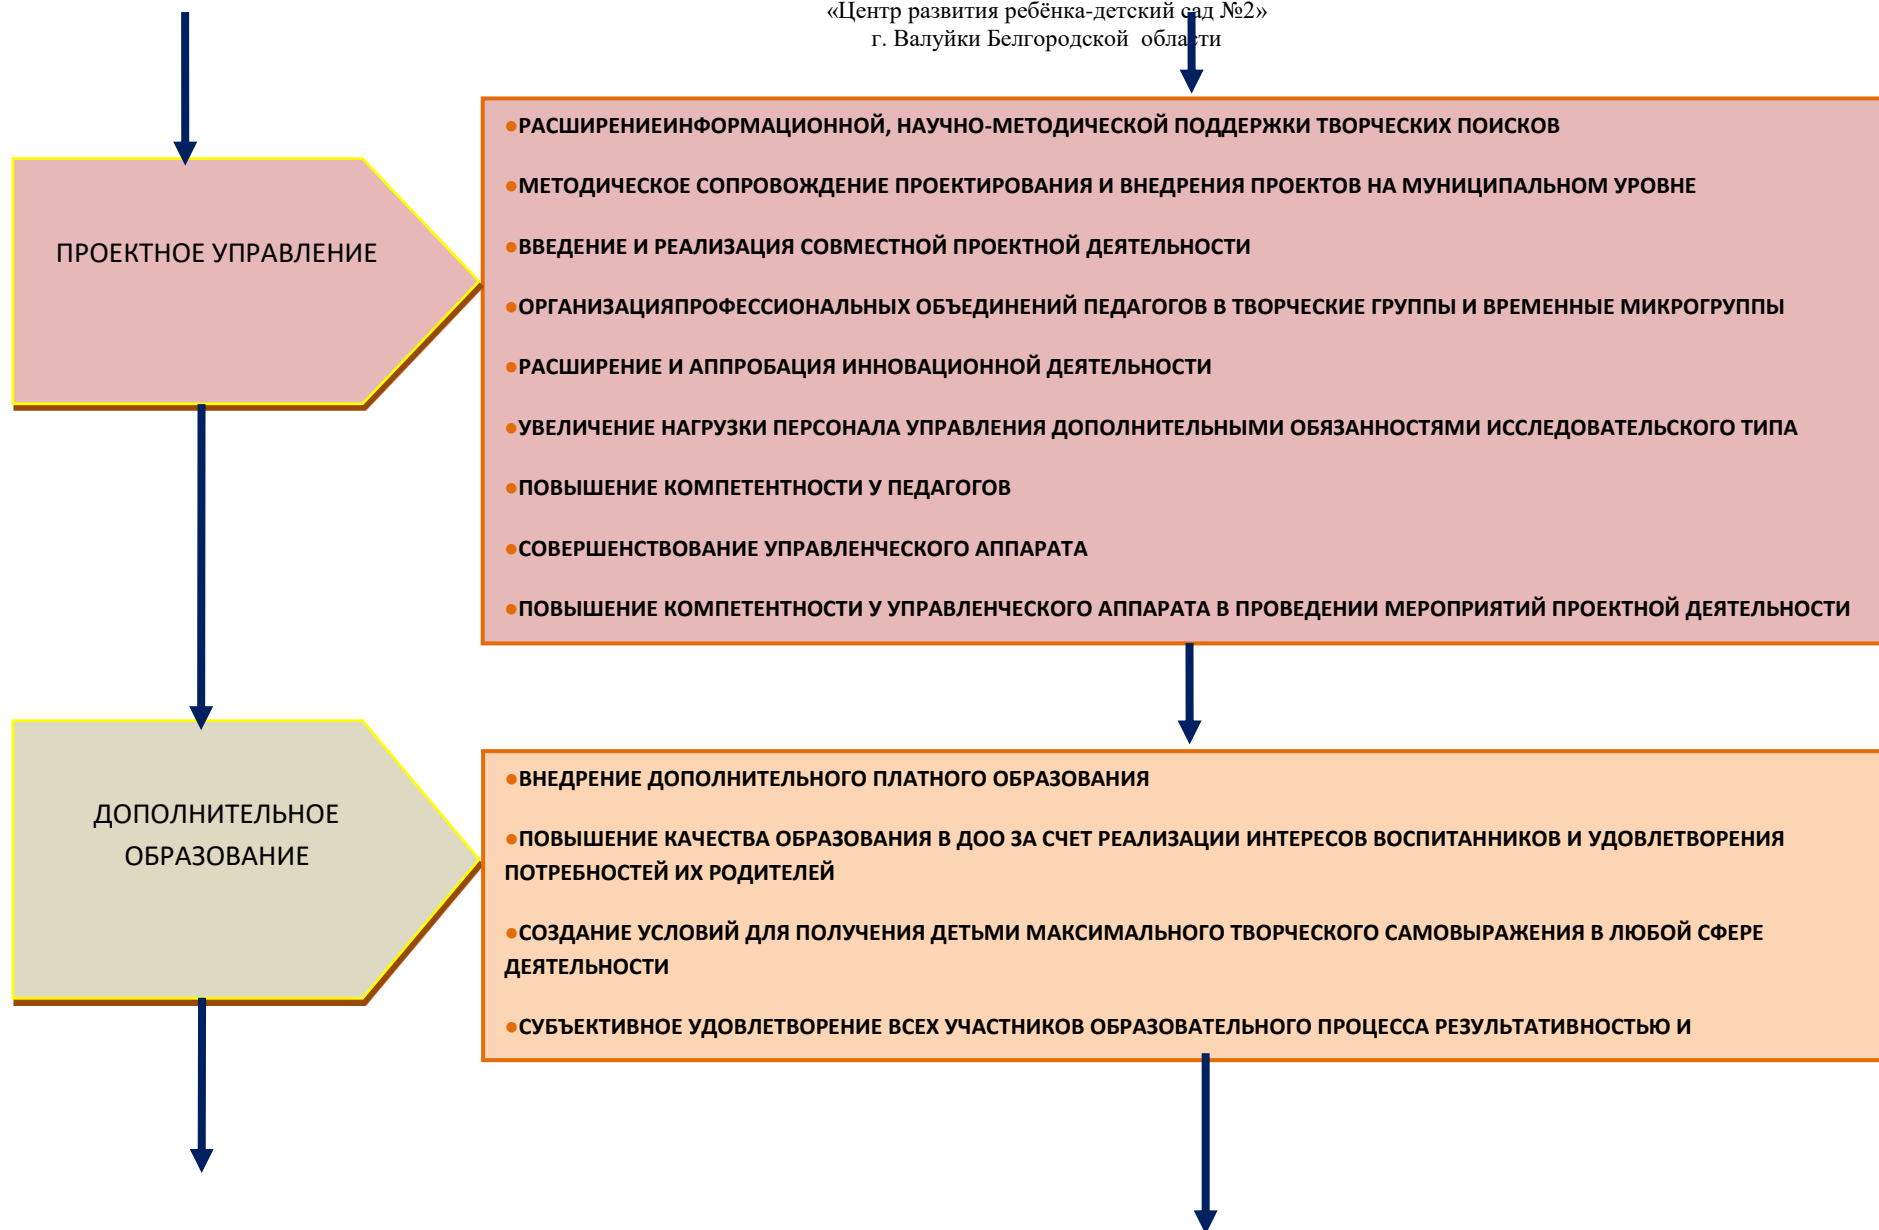 «Центр развития ребёнка-детский сад №2»
г. Валуйки Белгородской области
ПРОЕКТНОЕ УПРАВЛЕНИЕ
●РАСШИРЕНИЕИНФОРМАЦИОННОЙ, НАУЧНО-МЕТОДИЧЕСКОЙ ПОДДЕРЖКИ ТВОРЧЕСКИХ ПОИСКОВ
●МЕТОДИЧЕСКОЕ СОПРОВОЖДЕНИЕ ПРОЕКТИРОВАНИЯ И ВНЕДРЕНИЯ ПРОЕКТОВ НА МУНИЦИПАЛЬНОМ УРОВНЕ
●ВВЕДЕНИЕ И РЕАЛИЗАЦИЯ СОВМЕСТНОЙ ПРОЕКТНОЙ ДЕЯТЕЛЬНОСТИ
●ОРГАНИЗАЦИЯПРОФЕССИОНАЛЬНЫХ ОБЪЕДИНЕНИЙ ПЕДАГОГОВ В ТВОРЧЕСКИЕ ГРУППЫ И ВРЕМЕННЫЕ МИКРОГРУППЫ
●РАСШИРЕНИЕ И АППРОБАЦИЯ ИННОВАЦИОННОЙ ДЕЯТЕЛЬНОСТИ
●УВЕЛИЧЕНИЕ НАГРУЗКИ ПЕРСОНАЛА УПРАВЛЕНИЯ ДОПОЛНИТЕЛЬНЫМИ ОБЯЗАННОСТЯМИ ИССЛЕДОВАТЕЛЬСКОГО ТИПА
●ПОВЫШЕНИЕ КОМПЕТЕНТНОСТИ У ПЕДАГОГОВ
●СОВЕРШЕНСТВОВАНИЕ УПРАВЛЕНЧЕСКОГО АППАРАТА
●ПОВЫШЕНИЕ КОМПЕТЕНТНОСТИ У УПРАВЛЕНЧЕСКОГО АППАРАТА В ПРОВЕДЕНИИ МЕРОПРИЯТИЙ ПРОЕКТНОЙ ДЕЯТЕЛЬНОСТИ
ДОПОЛНИТЕЛЬНОЕ
ОБРАЗОВАНИЕ
●ВНЕДРЕНИЕ ДОПОЛНИТЕЛЬНОГО ПЛАТНОГО ОБРАЗОВАНИЯ
●ПОВЫШЕНИЕ КАЧЕСТВА ОБРАЗОВАНИЯ В ДОО ЗА СЧЕТ РЕАЛИЗАЦИИ ИНТЕРЕСОВ ВОСПИТАННИКОВ И УДОВЛЕТВОРЕНИЯ
ПОТРЕБНОСТЕЙ ИХ РОДИТЕЛЕЙ
●СОЗДАНИЕ УСЛОВИЙ ДЛЯ ПОЛУЧЕНИЯ ДЕТЬМИ МАКСИМАЛЬНОГО ТВОРЧЕСКОГО САМОВЫРАЖЕНИЯ В ЛЮБОЙ СФЕРЕ
ДЕЯТЕЛЬНОСТИ
●СУБЪЕКТИВНОЕ УДОВЛЕТВОРЕНИЕ ВСЕХ УЧАСТНИКОВ ОБРАЗОВАТЕЛЬНОГО ПРОЦЕССА РЕЗУЛЬТАТИВНОСТЬЮ И